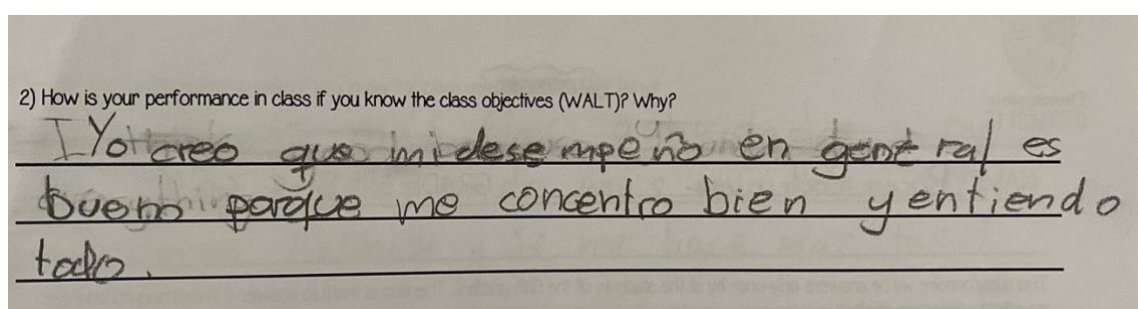 2) How is your performance in class if you know the class objectives (WALT)? Why?
I Yo creo que mi desempeño en general es
bueno porque me concentro bien y entiendo
todo.